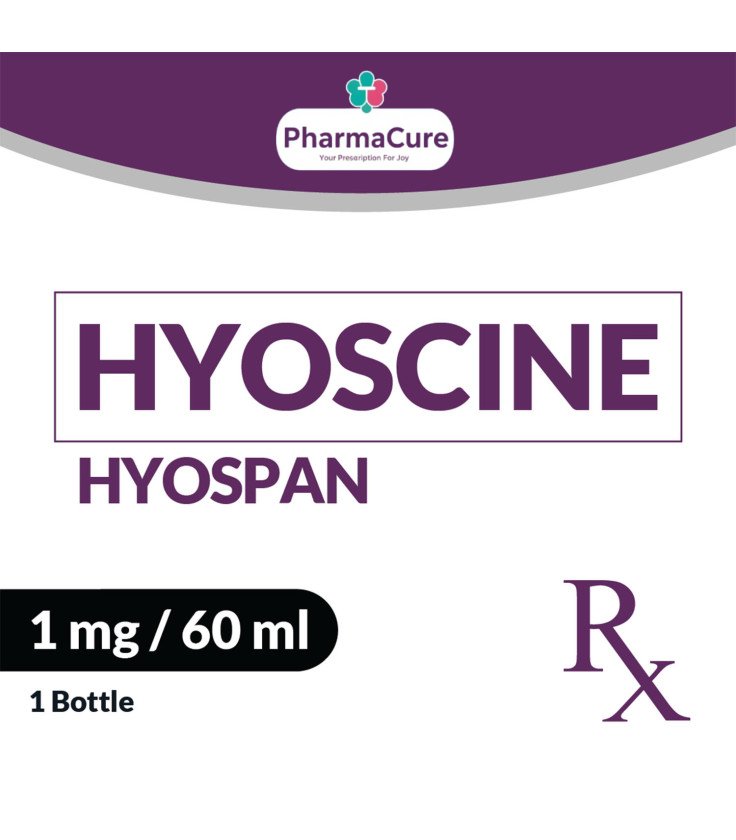 PharmaCure
Your Prescription For Joy
HYOSCINE
HYOSPAN
1 mg / 60 ml
Rx
1 Bottle